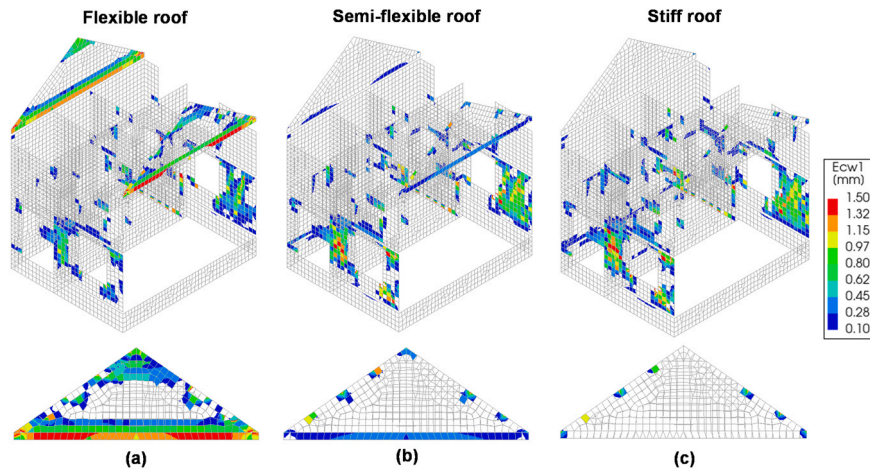 Flexible roof
Semi-flexible roof
Stiff roof
Ecw1
(mm)
1.50
1.32
1.15
0.97
0.80
0.62
0.45
0.28
0.10
(a)
(b)
(c)